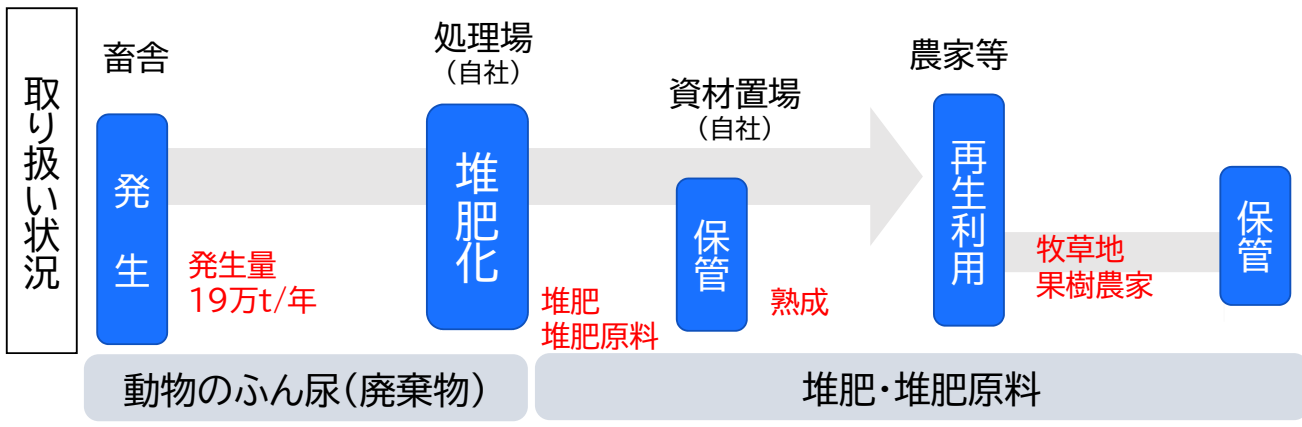 取り扱い状況
畜舎
発生
発生量
19万t/年
処理場
(自社)
堆肥化
堆肥
堆肥原料
資材置場
(自社)
保管
熟成
農家等
再生利用
牧草地
果樹農家
保管
動物のふん尿(廃棄物)
堆肥・堆肥原料